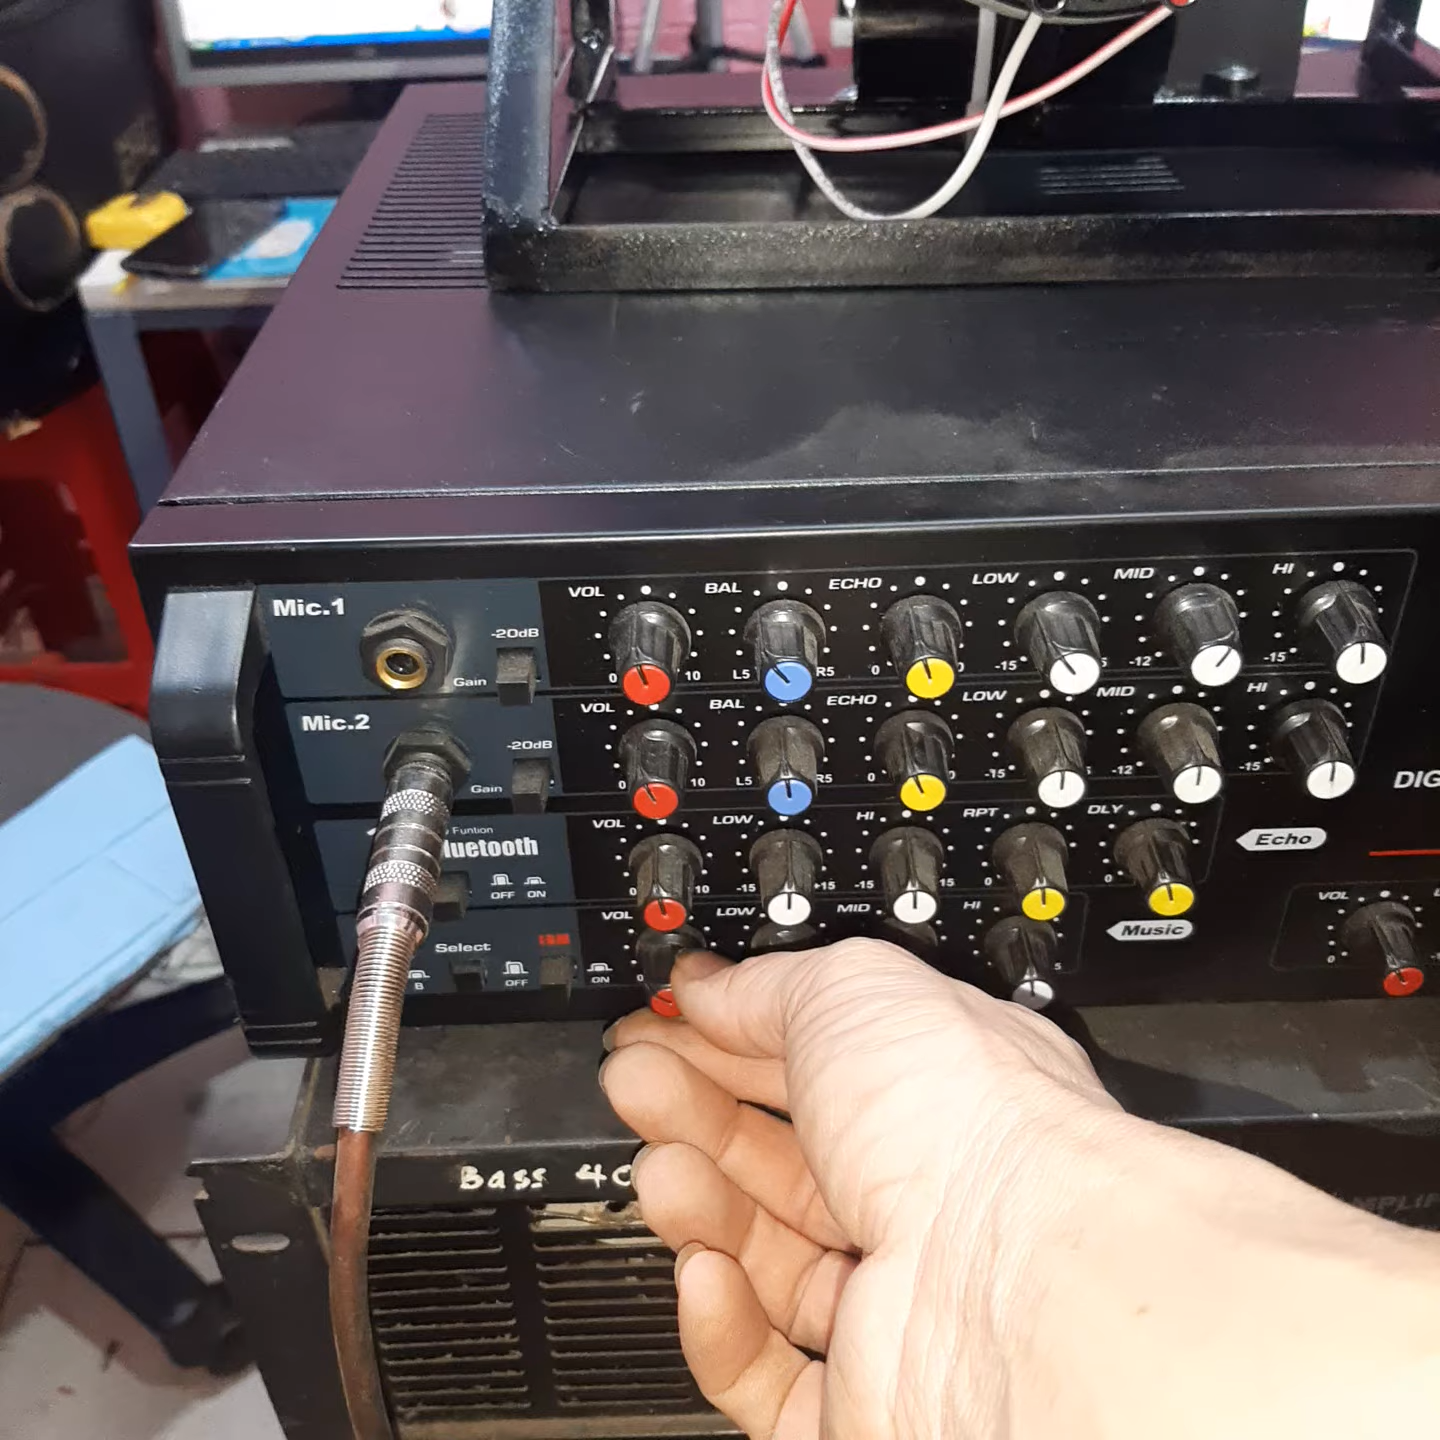 Mic.1 -20dB Gain VOL 0 10 BAL L5 R5 ECHO 0 LOW -15 MID -12 HI -15
Mic.2 -20dB Gain VOL 0 10 BAL L5 R5 ECHO 0 LOW -15 MID -12 HI -15
Funtion
luetooth OFF ON VOL 0 10 LOW -15 +15 HI -15 15 RPT 0 DLY 0 Echo
Select B OFF ON VOL 0 LOW MID HI 5 Music
DIG
VOL 0
Bass 40